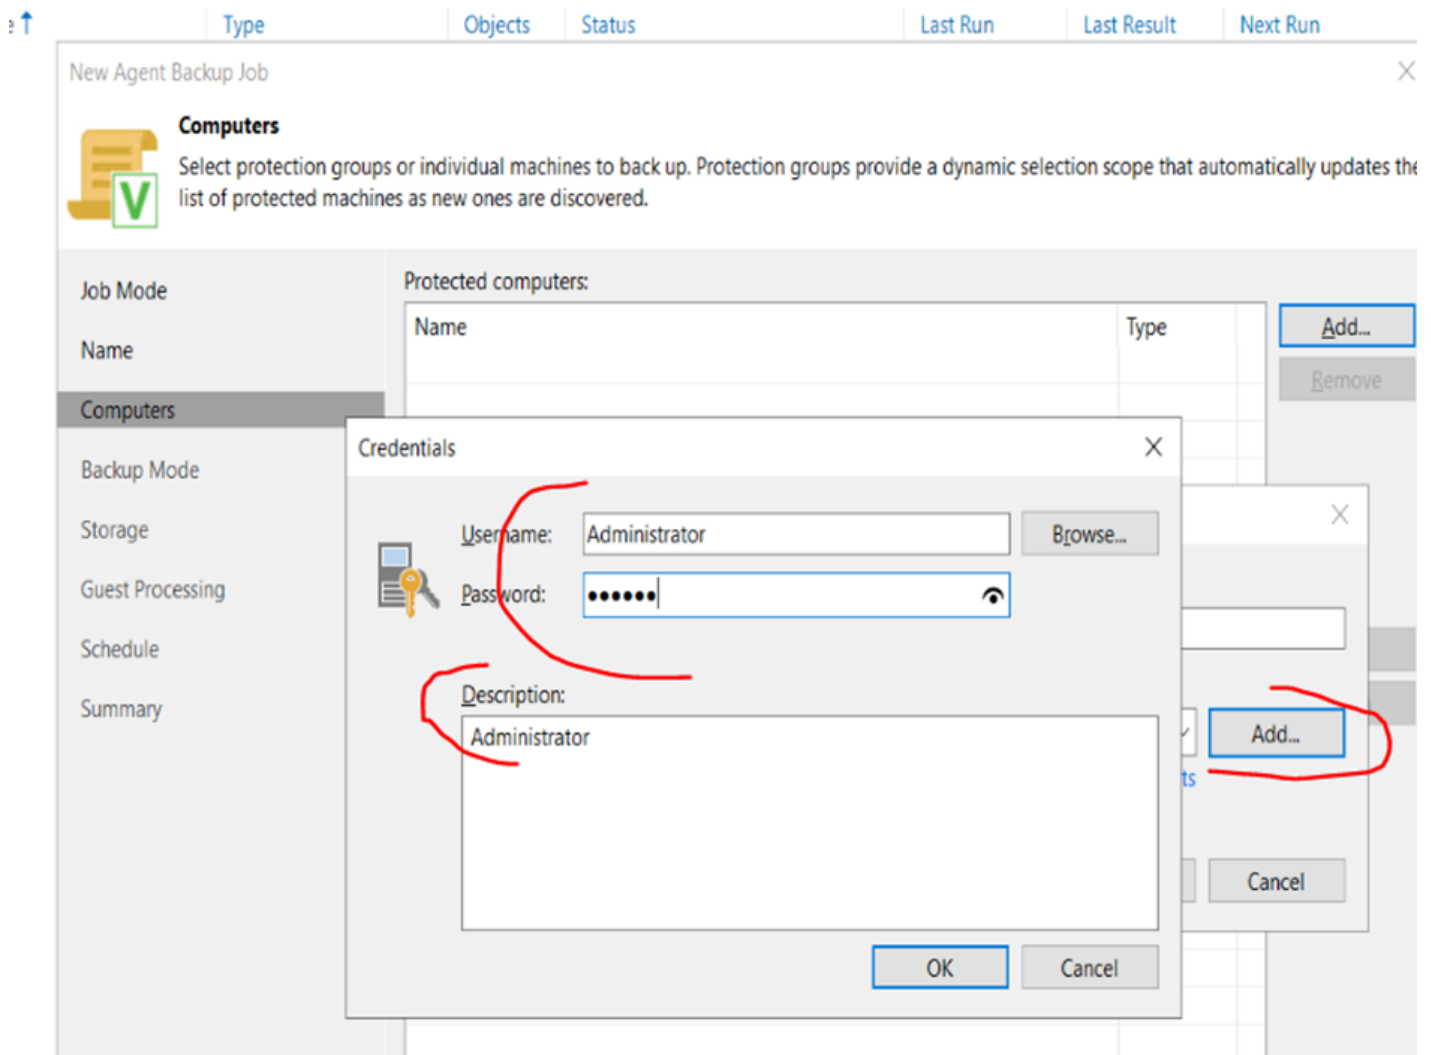 Type Objects Status Last Run Last Result Next Run
New Agent Backup Job
Computers
Select protection groups or individual machines to back up. Protection groups provide a dynamic selection scope that automatically updates the
list of protected machines as new ones are discovered.
Job Mode
Name
Computers
Backup Mode
Storage
Guest Processing
Schedule
Summary
Protected computers:
Name Type
Add...
Remove
Credentials
Username: Administrator Browse...
Password: ••••••
Description:
Administrator
OK Cancel
Add...
ts
Cancel